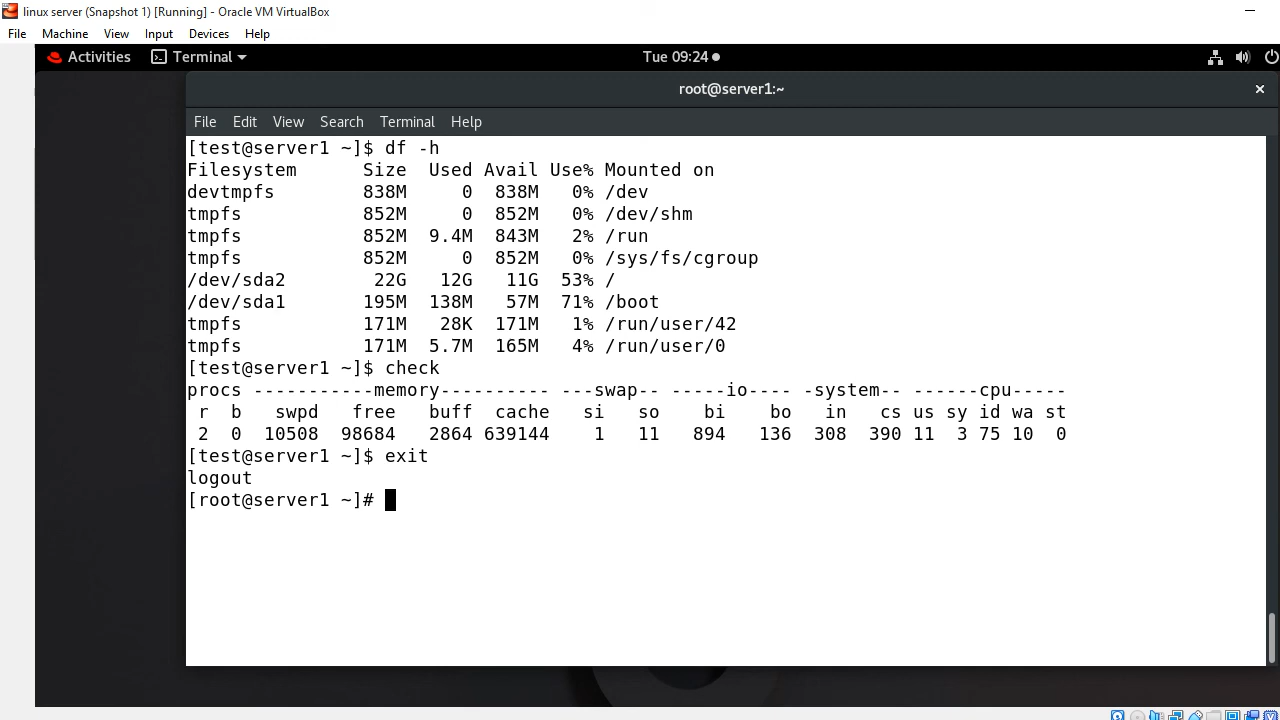 linux server (Snapshot 1) [Running] - Oracle VM VirtualBox
File Machine View Input Devices Help
Activities Terminal Tue 09:24
root@server1:~
File Edit View Search Terminal Help
[test@server1 ~]$ df -h
Filesystem      Size  Used Avail Use% Mounted on
devtmpfs        838M     0  838M   0% /dev
tmpfs           852M     0  852M   0% /dev/shm
tmpfs           852M  9.4M  843M   2% /run
tmpfs           852M     0  852M   0% /sys/fs/cgroup
/dev/sda2        22G   12G   11G  53% /
/dev/sda1       195M  138M   57M  71% /boot
tmpfs           171M   28K  171M   1% /run/user/42
tmpfs           171M  5.7M  165M   4% /run/user/0
[test@server1 ~]$ check
procs -----------memory---------- ---swap-- -----io---- -system-- ------cpu-----
 r  b   swpd   free   buff  cache   si   so    bi    bo   in   cs us sy id wa st
 2  0  10508  98684   2864 639144    1   11   894   136  308  390 11  3 75 10  0
[test@server1 ~]$ exit
logout
[root@server1 ~]#